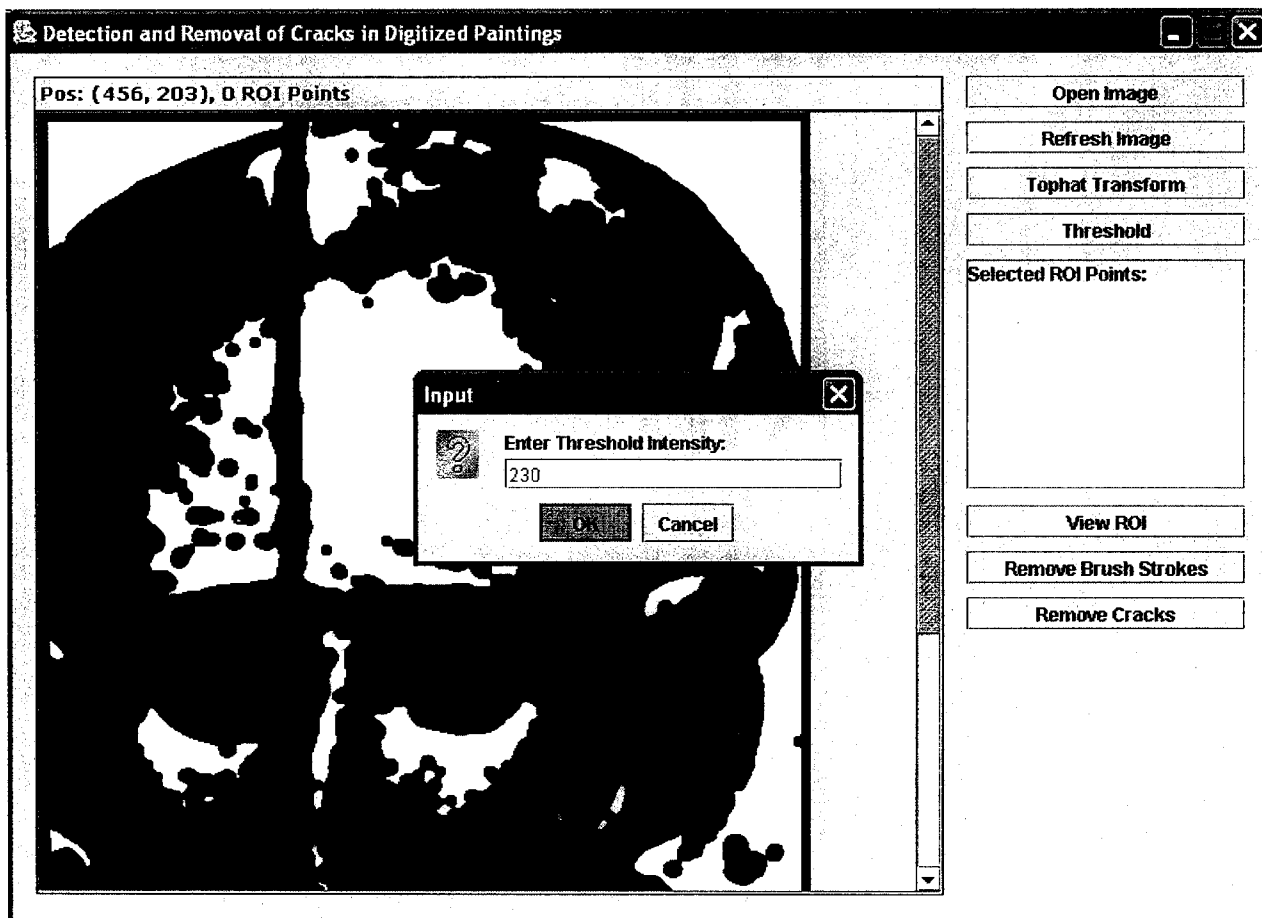 Detection and Removal of Cracks in Digitized Paintings
Pos: (456, 203), 0 ROI Points
Open Image
Refresh Image
Tophat Transform
Threshold
Selected ROI Points:
Input
Enter Threshold Intensity:
230
OK
Cancel
View ROI
Remove Brush Strokes
Remove Cracks